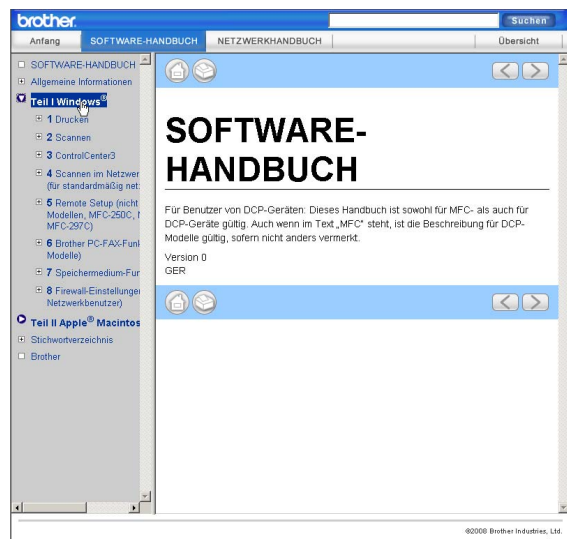 brother.
Suchen
Anfang SOFTWARE-HANDBUCH NETZWERKHANDBUCH Übersicht
SOFTWARE-HANDBUCH
Allgemeine Informationen
Teil I Windows®
1 Drucken
2 Scannen
3 ControlCenter3
4 Scannen im Netzwer
(für standardmäßig net
5 Remote Setup (nicht
Modellen, MFC-250C, M
MFC-297C)
6 Brother PC-FAX-Funk
Modelle)
7 Speichermedium-Fun
8 Firewall-Einstellungen
Netzwerkbenutzer)
Teil II Apple® Macintos
Stichwortverzeichnis
Brother
SOFTWARE-
HANDBUCH
Für Benutzer von DCP-Geräten: Dieses Handbuch ist sowohl für MFC- als auch für
DCP-Geräte gültig. Auch wenn im Text „MFC" steht, ist die Beschreibung für DCP-
Modelle gültig, sofern nicht anders vermerkt.
Version 0
GER
©2008 Brother Industries, Ltd.